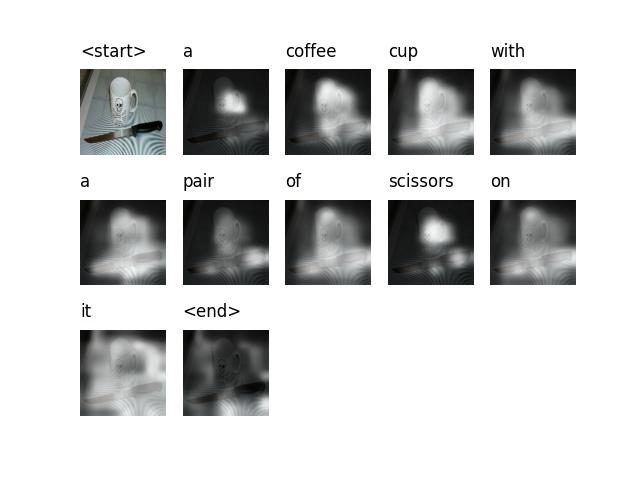 <start> a coffee cup with
a pair of scissors on
it <end>